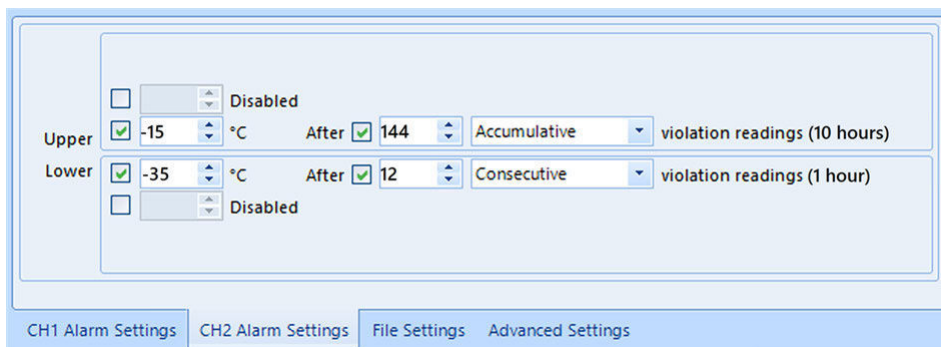 Disabled
Upper -15 °C After 144 Accumulative violation readings (10 hours)
Lower -35 °C After 12 Consecutive violation readings (1 hour)
Disabled
CH1 Alarm Settings CH2 Alarm Settings File Settings Advanced Settings